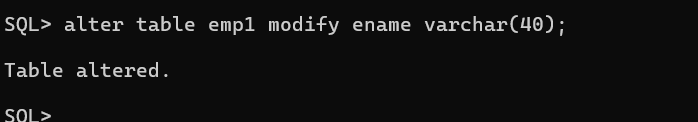 SQL> alter table emp1 modify ename varchar(40);
Table altered.
SQL>